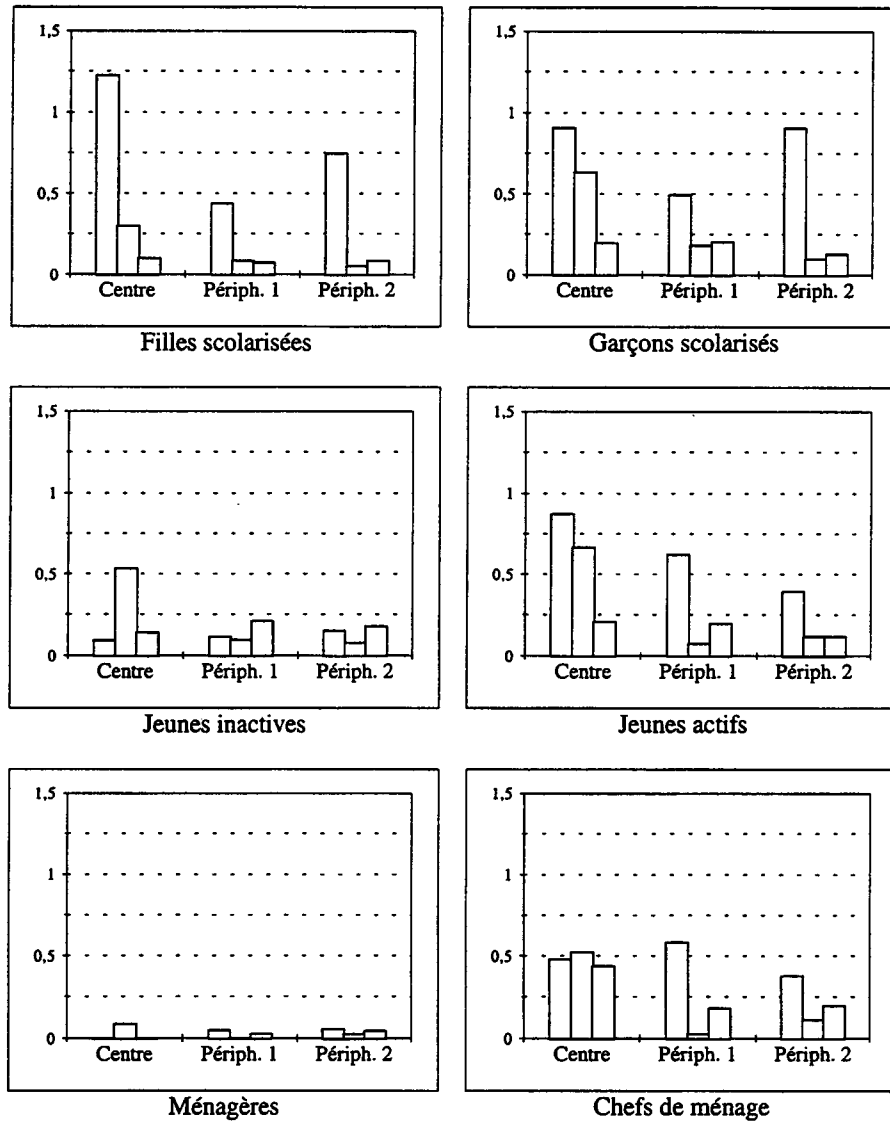 1,5
1
0,5
0
Centre Périph. 1 Périph. 2
Filles scolarisées
1,5
1
0,5
0
Centre Périph. 1 Périph. 2
Garçons scolarisés
1,5
1
0,5
0
Centre Périph. 1 Périph. 2
Jeunes inactives
1,5
1
0,5
0
Centre Périph. 1 Périph. 2
Jeunes actifs
1,5
1
0,5
0
Centre Périph. 1 Périph. 2
Ménagères
1,5
1
0,5
0
Centre Périph. 1 Périph. 2
Chefs de ménage